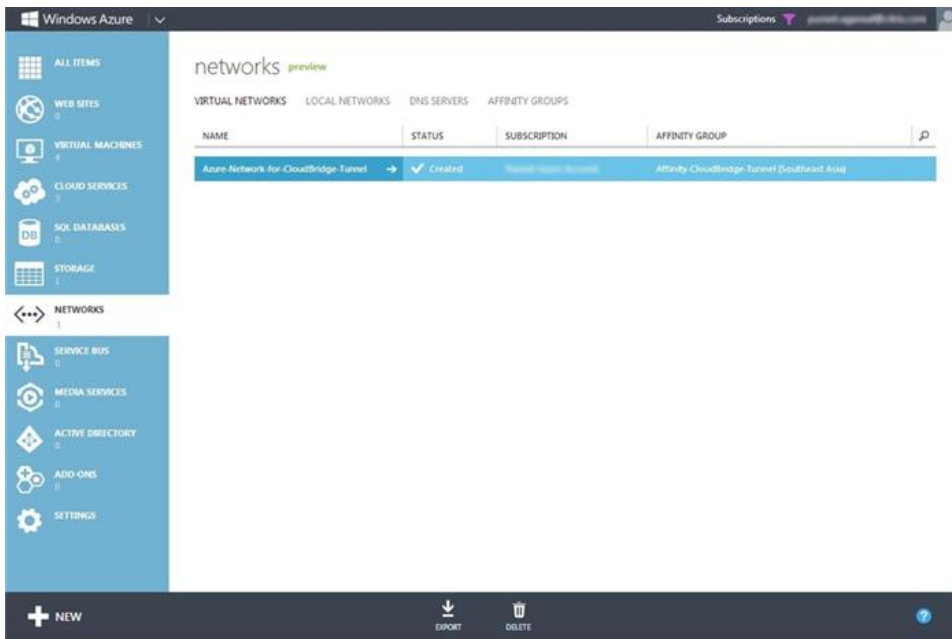 Windows Azure
Subscriptions
ALL ITEMS
WEB SITES
0
VIRTUAL MACHINES
4
CLOUD SERVICES
3
SQL DATABASES
0
STORAGE
1
NETWORKS
1
SERVICE BUS
0
MEDIA SERVICES
0
ACTIVE DIRECTORY
0
ADD-ONS
0
SETTINGS
networks preview
VIRTUAL NETWORKS LOCAL NETWORKS DNS SERVERS AFFINITY GROUPS
NAME STATUS SUBSCRIPTION AFFINITY GROUP
Azure-Network-for-CloudBridge-Tunnel Created Affinity-CloudBridge-Tunnel (Southeast Asia)
NEW
EXPORT
DELETE
?